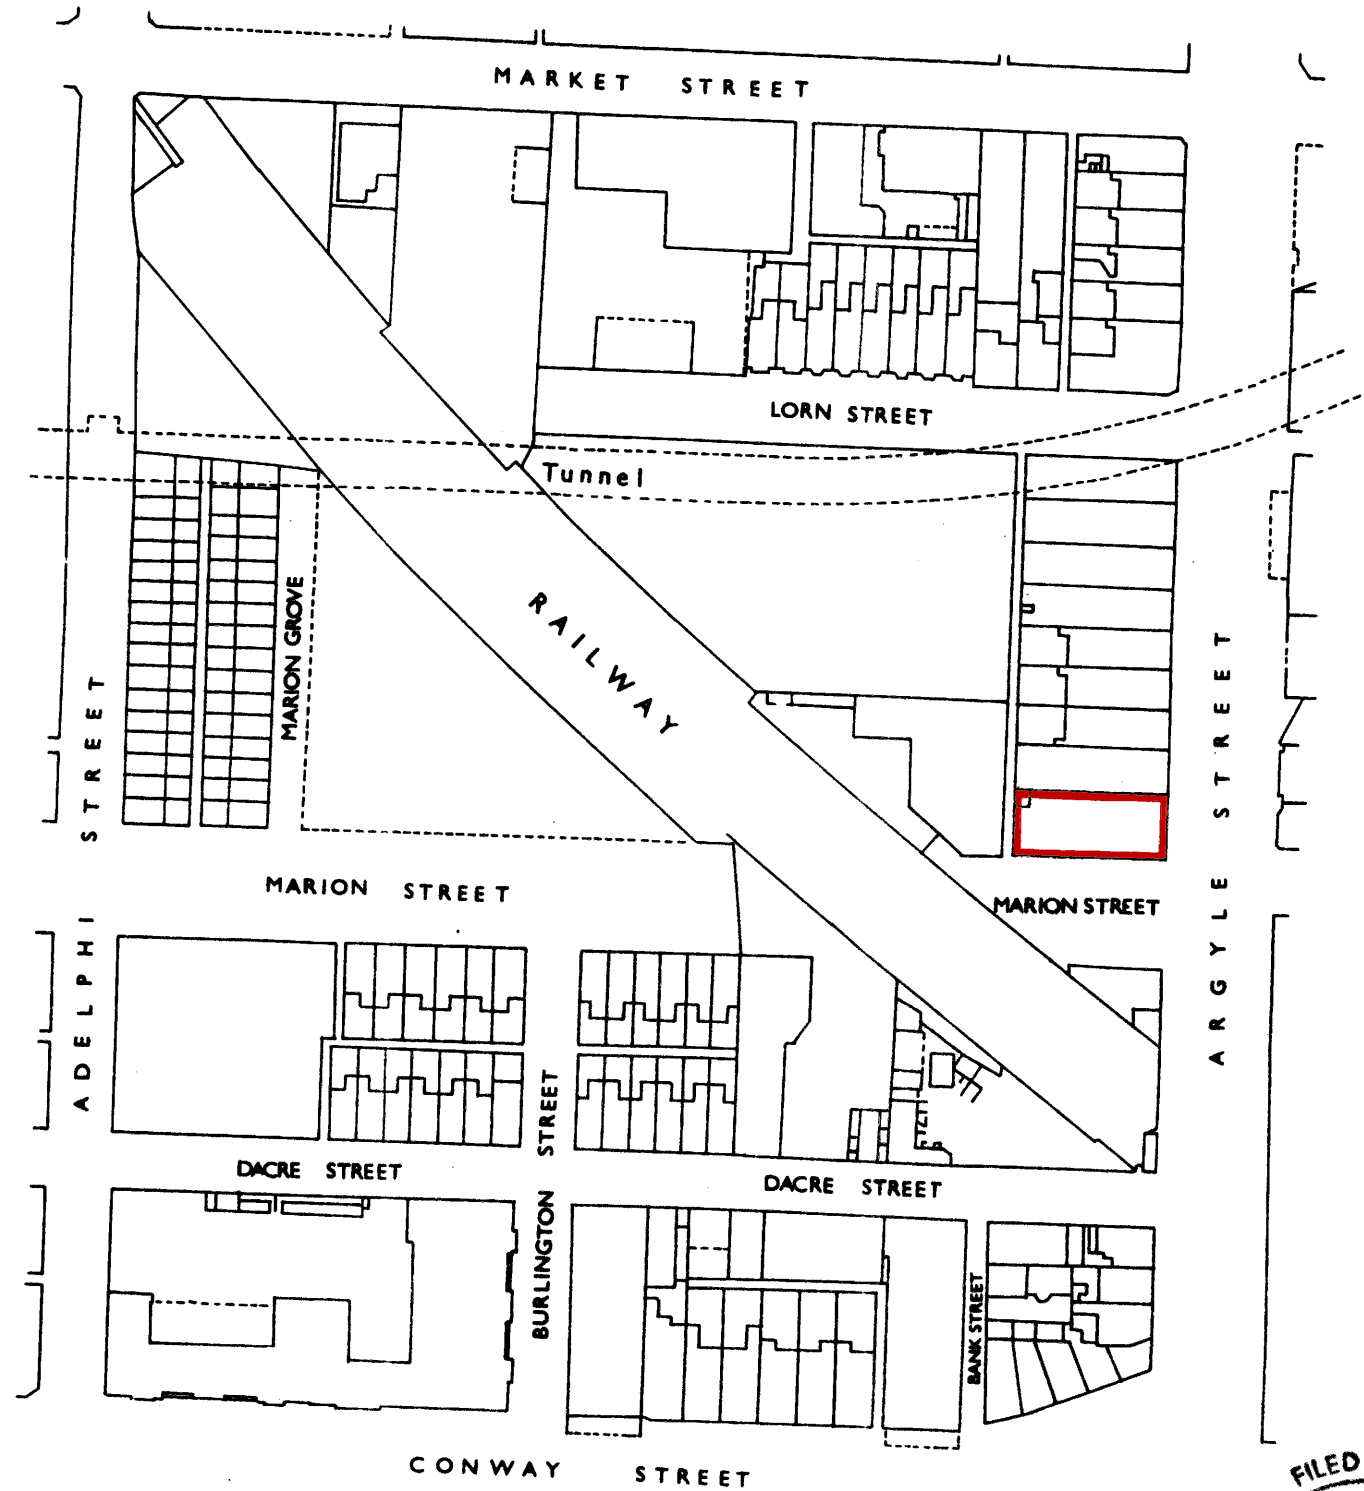 MARKET STREET
LORN STREET
Tunnel
RAILWAY
MARION GROVE
ADELPHI STREET
ARGYLE STREET
MARION STREET
MARION STREET
DACRE STREET
DACRE STREET
BURLINGTON STREET
BANK STREET
CONWAY STREET
FILED